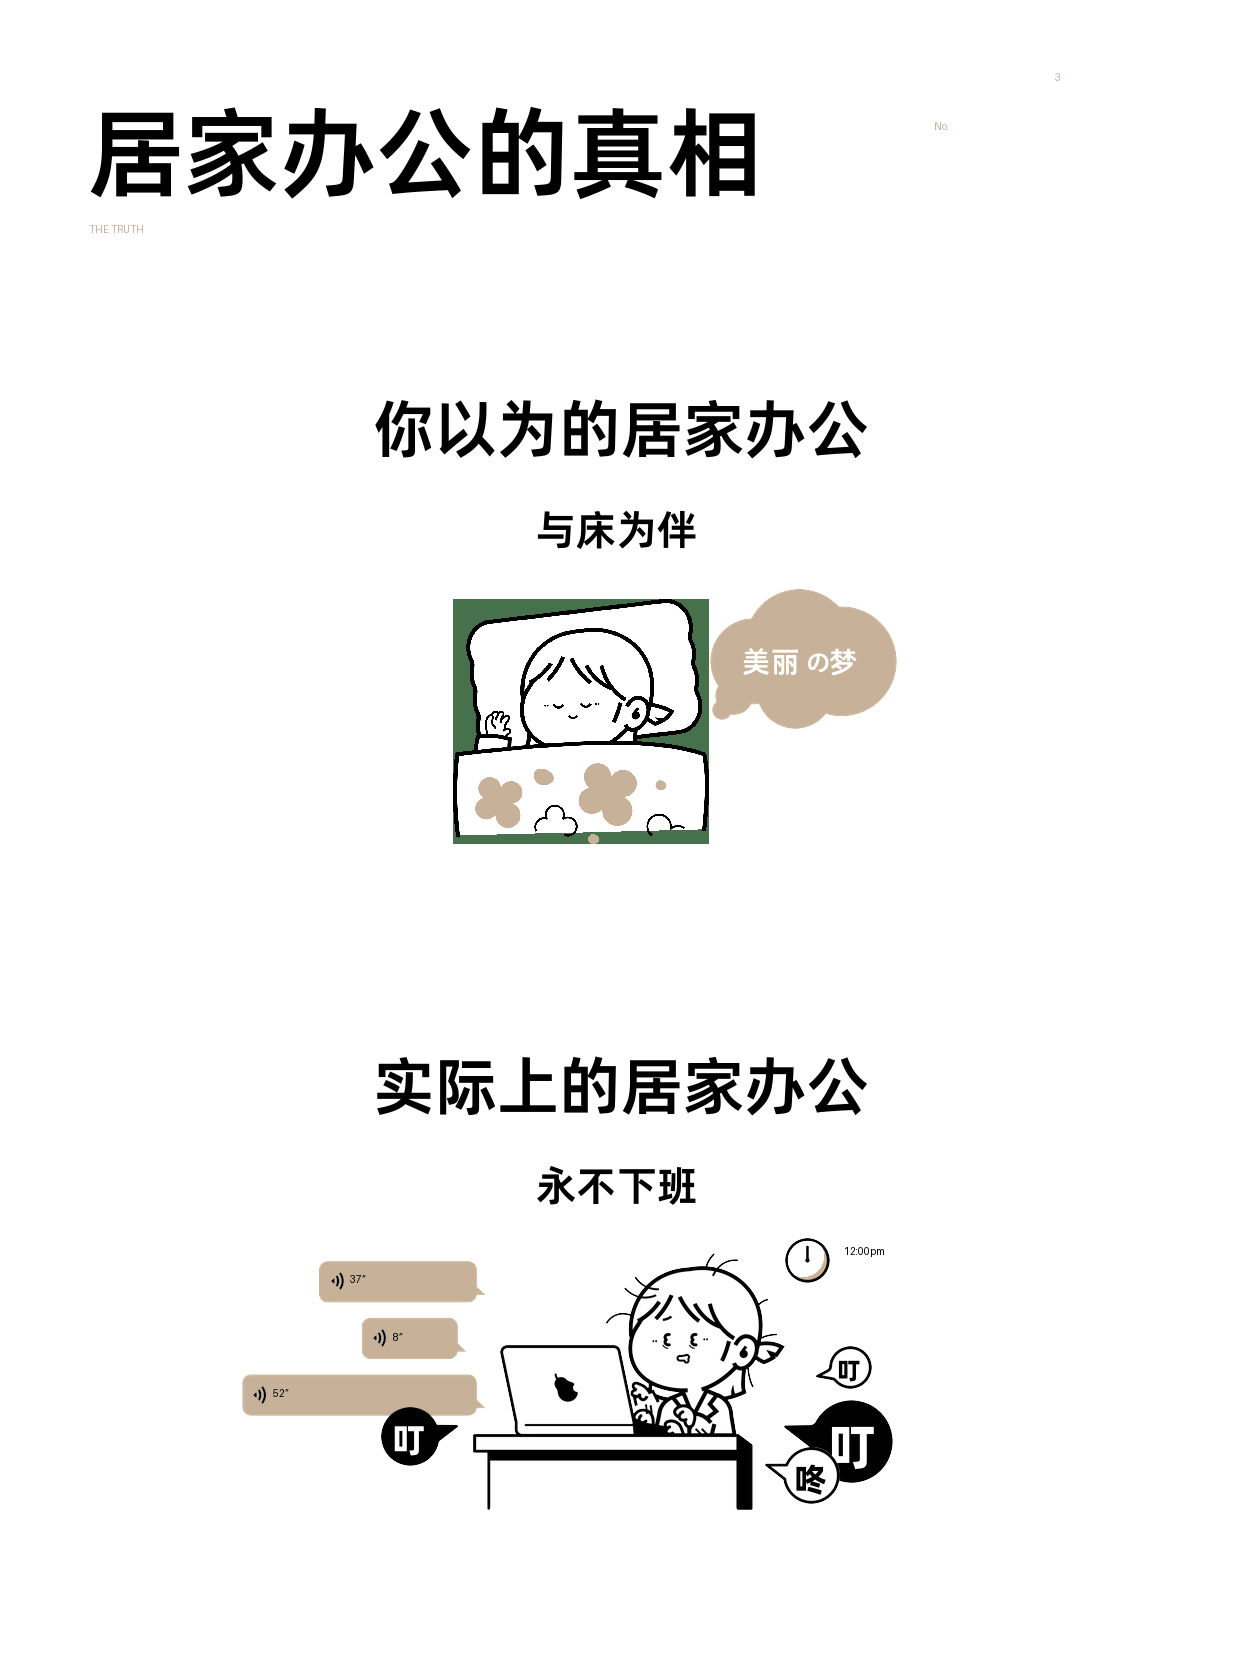 3
居家办公的真相
No.
THE TRUTH
你以为的居家办公
与床为伴
美丽の梦
实际上的居家办公
永不下班
12:00pm
37"
8"
52"
叮
叮
叮
咚